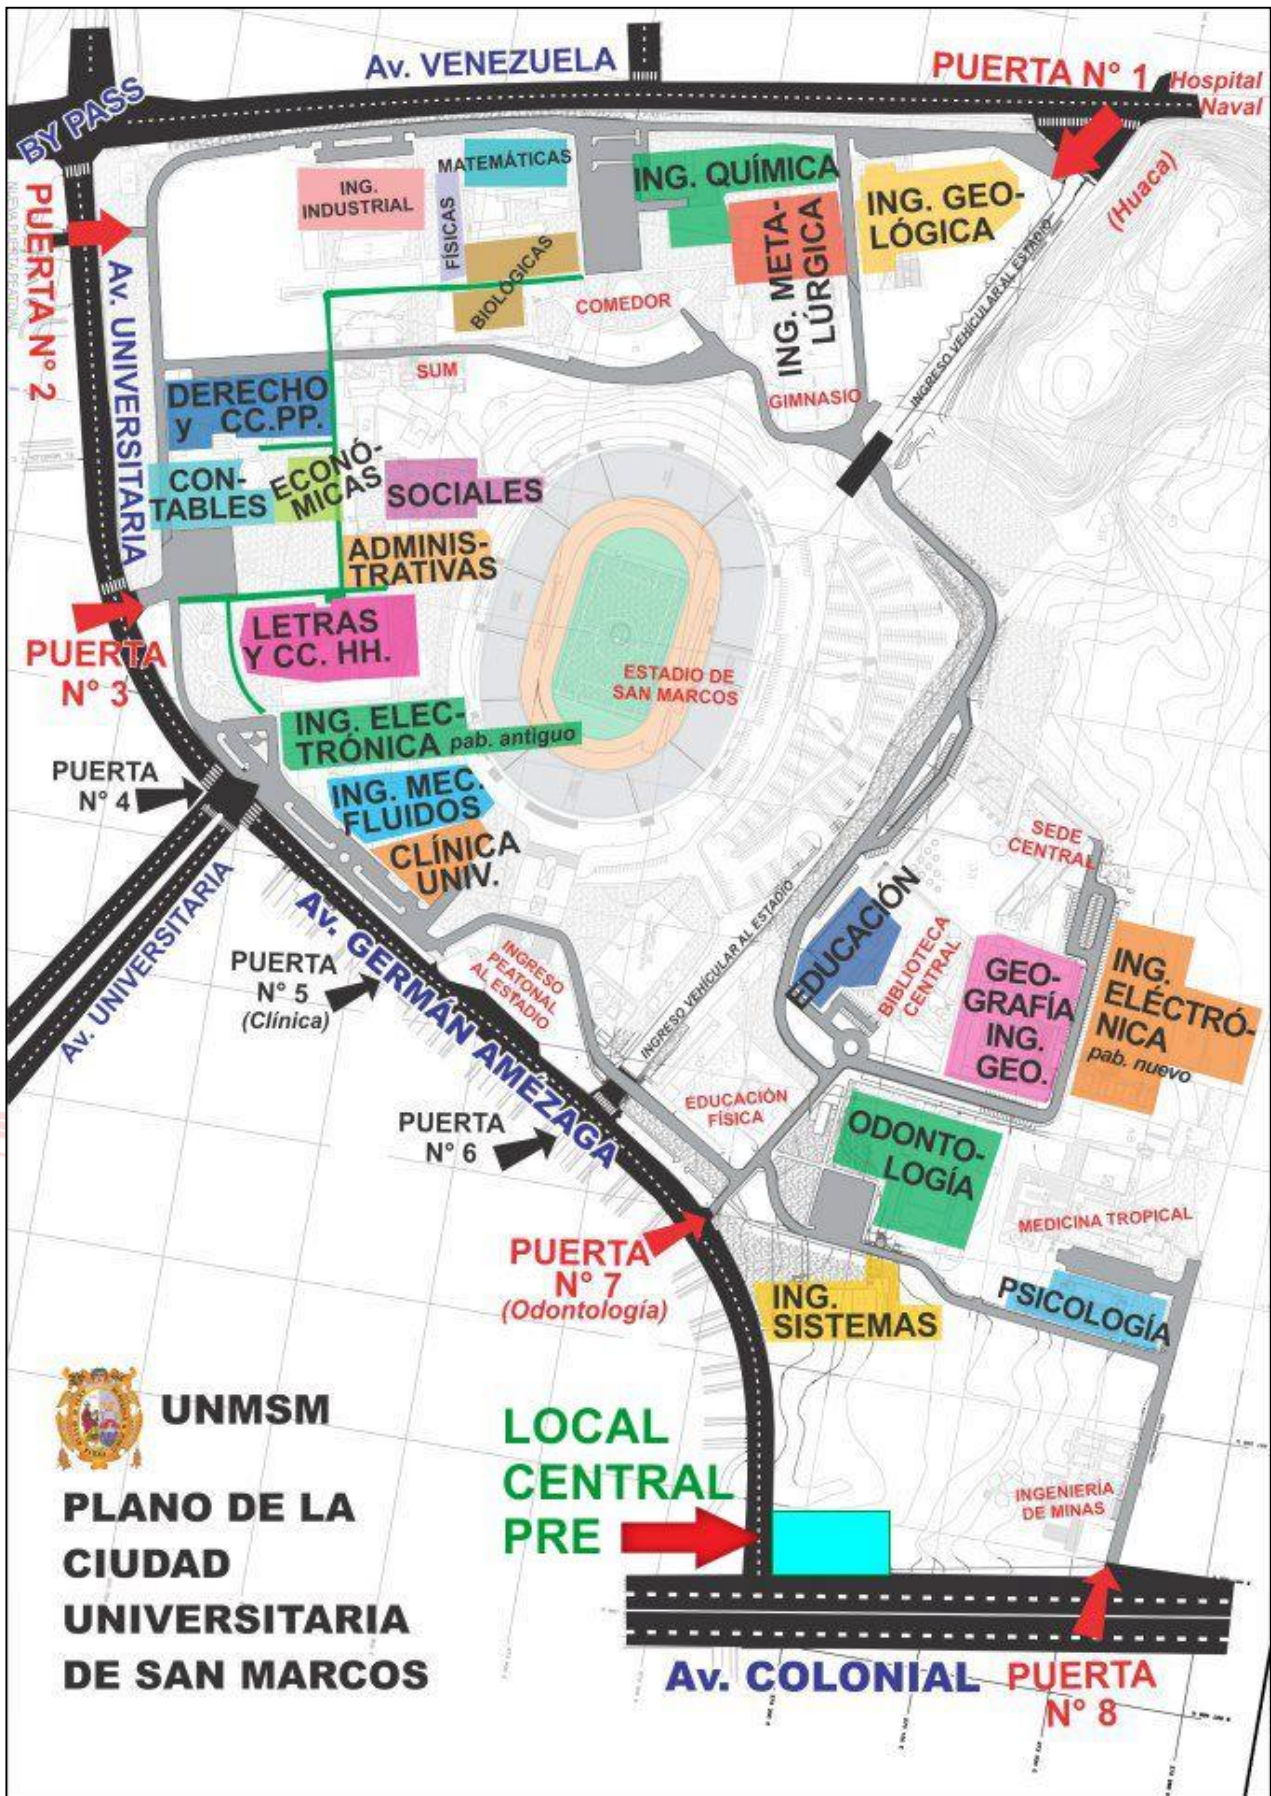 Av. VENEZUELA
PUERTA N° 1
Hospital
Naval
BY PASS
(Huaca)
PUERTA N° 2
Av. UNIVERSITARIA
ING.
INDUSTRIAL
MATEMÁTICAS
FÍSICAS
BIOLÓGICAS
ING. QUÍMICA
ING. META-
LÚRGICA
ING. GEO-
LÓGICA
INGRESO VEHÍCULAR AL ESTADIO
COMEDOR
SUM
GIMNASIO
DERECHO
y CC.PP.
CON-
TABLES
ECONÓ-
MICAS
SOCIALES
ADMINIS-
TRATIVAS
PUERTA
N° 3
LETRAS
Y CC. HH.
ESTADIO DE
SAN MARCOS
ING. ELEC-
TRÓNICA pab. antiguo
PUERTA
N° 4
ING. MEC.
FLUIDOS
CLÍNICA
UNIV.
SEDE
CENTRAL
Av. UNIVERSITARIA
Av. GERMÁN AMÉZAGA
PUERTA
N° 5
(Clínica)
INGRESO
PEATONAL
AL ESTADIO
INGRESO VEHÍCULAR AL ESTADIO
EDUCACIÓN
BIBLIOTECA
CENTRAL
GEO-
GRAFÍA
ING.
GEO.
ING.
ELÉCTRÓ-
NICA
pab. nuevo
PUERTA
N° 6
EDUCACIÓN
FÍSICA
ODONTO-
LOGÍA
MEDICINA TROPICAL
PUERTA
N° 7
(Odontología)
ING.
SISTEMAS
PSICOLOGÍA
UNMSM
PLANO DE LA
CIUDAD
UNIVERSITARIA
DE SAN MARCOS
LOCAL
CENTRAL
PRE
INGENIERÍA
DE MINAS
Av. COLONIAL
PUERTA
N° 8